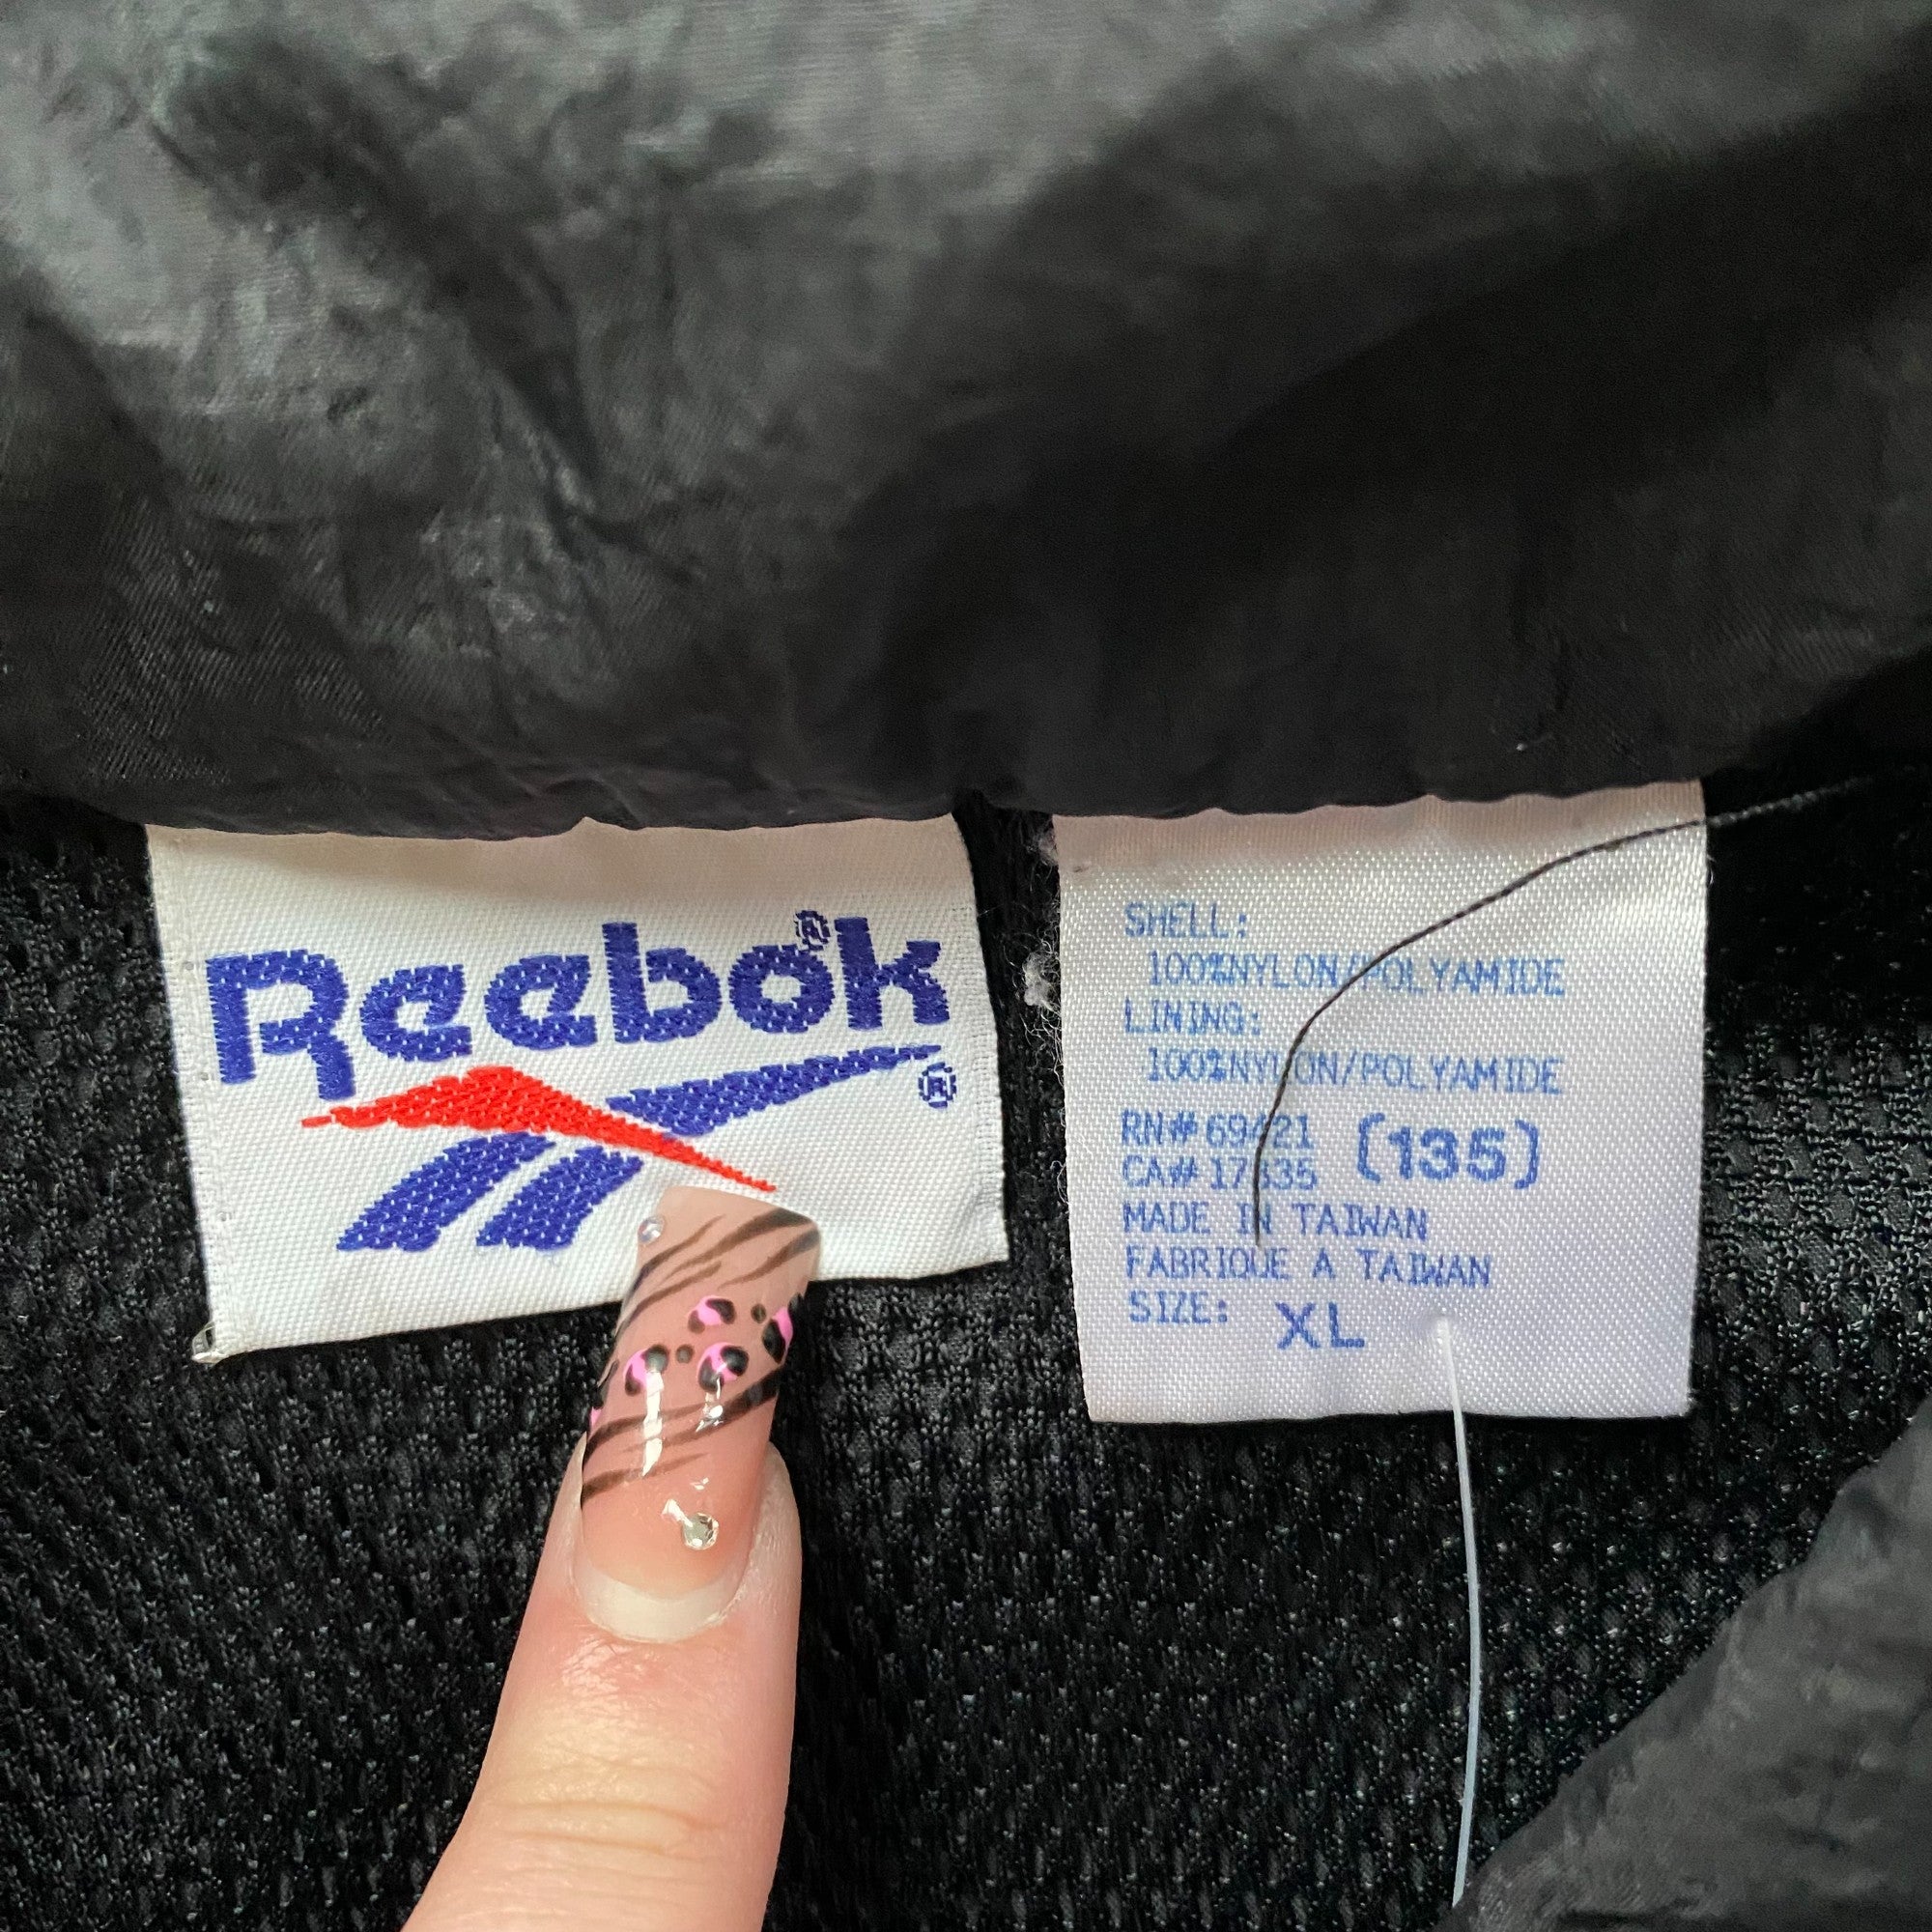 Reebok®
®
SHELL:
100%NYLON/POLYAMIDE
LINING:
100%NYLON/POLYAMIDE
RN# 69421 (135)
CA#
MADE IN TAIWAN
FABRIQUE A TAIWAN
SIZE: XL